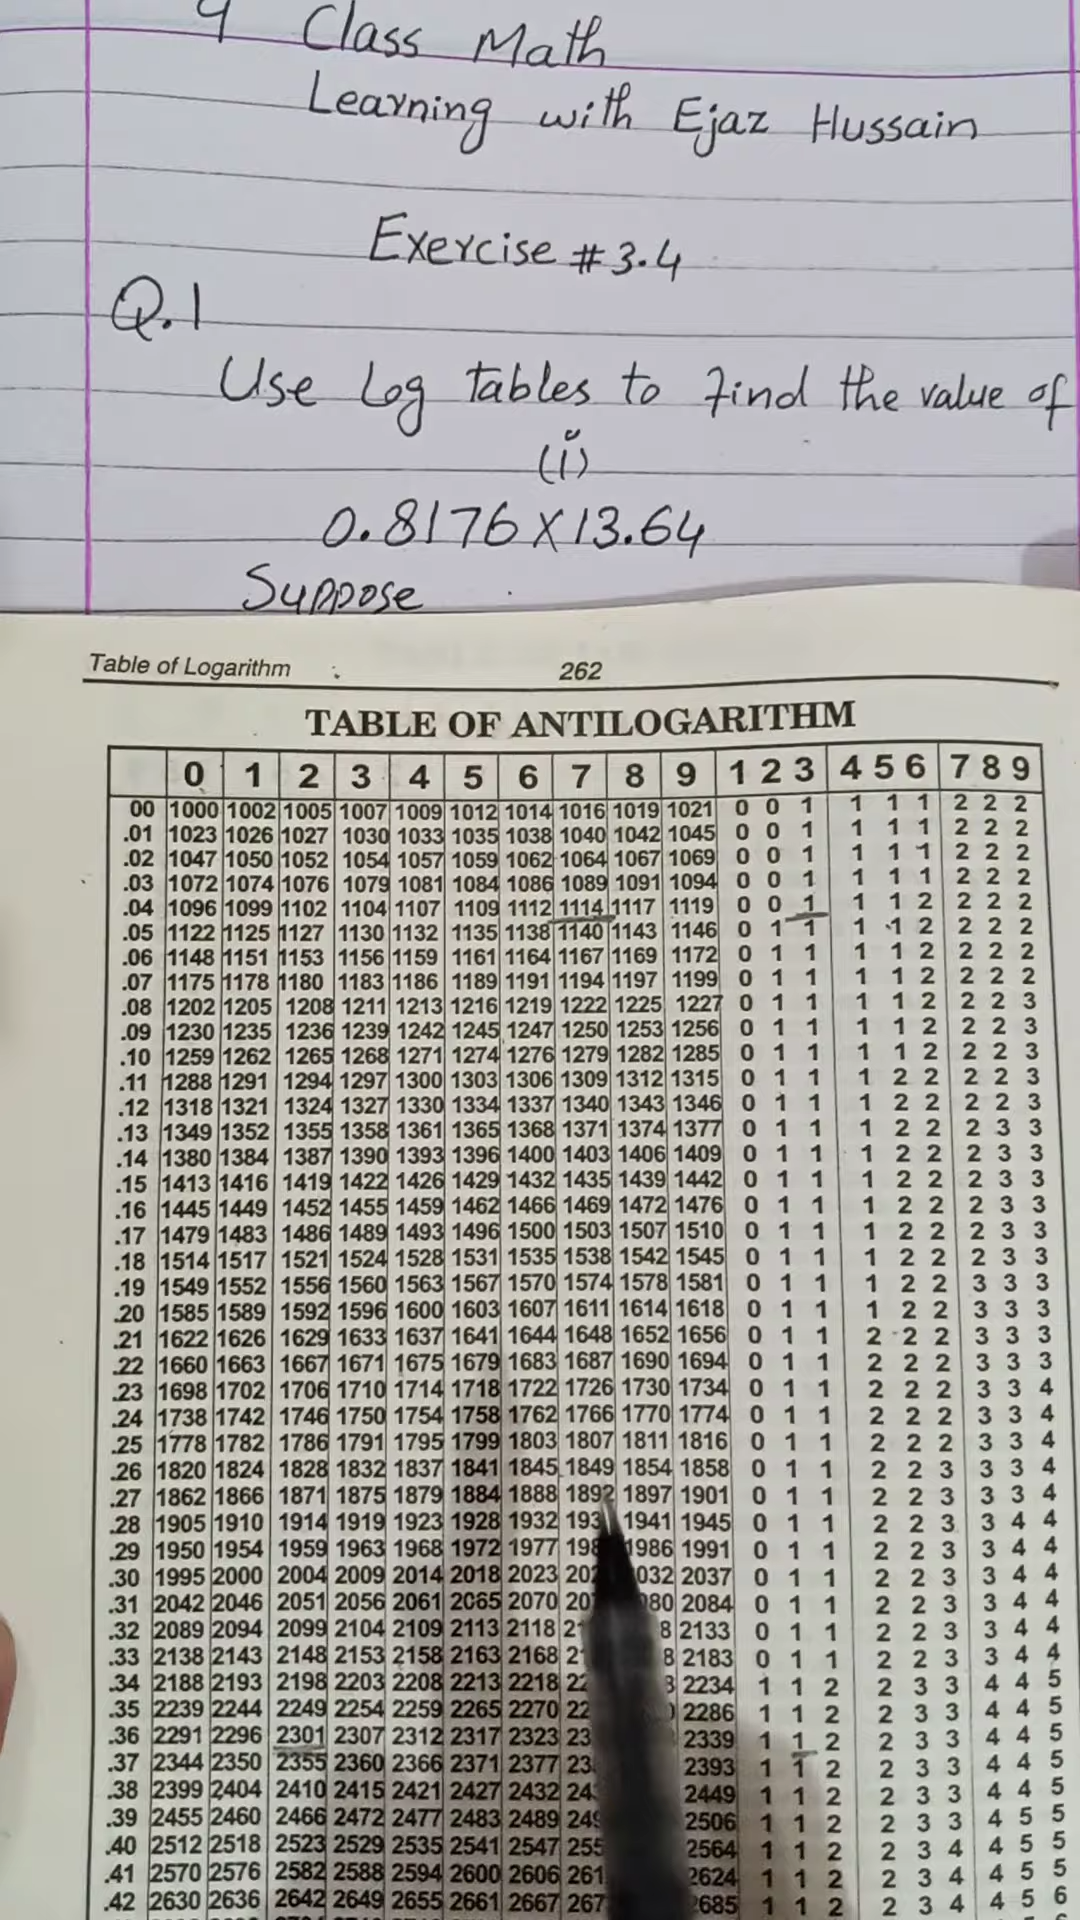 9 Class Math
Learning with Ejaz Hussain
Exercise # 3.4
Q.1
Use Log tables to find the value of
(i)
0.8176 X 13.64
Suppose
Table of Logarithm 262
TABLE OF ANTILOGARITHM
0 1 2 3 4 5 6 7 8 9 1 2 3 4 5 6 7 8 9
00 1000 1002 1005 1007 1009 1012 1014 1016 1019 1021 0 0 1 1 1 1 2 2 2
.01 1023 1026 1027 1030 1033 1035 1038 1040 1042 1045 0 0 1 1 1 1 2 2 2
.02 1047 1050 1052 1054 1057 1059 1062 1064 1067 1069 0 0 1 1 1 1 2 2 2
.03 1072 1074 1076 1079 1081 1084 1086 1089 1091 1094 0 0 1 1 1 1 2 2 2
.04 1096 1099 1102 1104 1107 1109 1112 1114 1117 1119 0 0 1 1 1 2 2 2 2
.05 1122 1125 1127 1130 1132 1135 1138 1140 1143 1146 0 1 1 1 1 2 2 2 2
.06 1148 1151 1153 1156 1159 1161 1164 1167 1169 1172 0 1 1 1 1 2 2 2 2
.07 1175 1178 1180 1183 1186 1189 1191 1194 1197 1199 0 1 1 1 1 2 2 2 2
.08 1202 1205 1208 1211 1213 1216 1219 1222 1225 1227 0 1 1 1 1 2 2 2 3
.09 1230 1235 1236 1239 1242 1245 1247 1250 1253 1256 0 1 1 1 1 2 2 2 3
.10 1259 1262 1265 1268 1271 1274 1276 1279 1282 1285 0 1 1 1 1 2 2 2 3
.11 1288 1291 1294 1297 1300 1303 1306 1309 1312 1315 0 1 1 1 2 2 2 2 3
.12 1318 1321 1324 1327 1330 1334 1337 1340 1343 1346 0 1 1 1 2 2 2 2 3
.13 1349 1352 1355 1358 1361 1365 1368 1371 1374 1377 0 1 1 1 2 2 2 3 3
.14 1380 1384 1387 1390 1393 1396 1400 1403 1406 1409 0 1 1 1 2 2 2 3 3
.15 1413 1416 1419 1422 1426 1429 1432 1435 1439 1442 0 1 1 1 2 2 2 3 3
.16 1445 1449 1452 1455 1459 1462 1466 1469 1472 1476 0 1 1 1 2 2 2 3 3
.17 1479 1483 1486 1489 1493 1496 1500 1503 1507 1510 0 1 1 1 2 2 2 3 3
.18 1514 1517 1521 1524 1528 1531 1535 1538 1542 1545 0 1 1 1 2 2 2 3 3
.19 1549 1552 1556 1560 1563 1567 1570 1574 1578 1581 0 1 1 1 2 2 3 3 3
.20 1585 1589 1592 1596 1600 1603 1607 1611 1614 1618 0 1 1 1 2 2 3 3 3
.21 1622 1626 1629 1633 1637 1641 1644 1648 1652 1656 0 1 1 2 2 2 3 3 3
.22 1660 1663 1667 1671 1675 1679 1683 1687 1690 1694 0 1 1 2 2 2 3 3 3
.23 1698 1702 1706 1710 1714 1718 1722 1726 1730 1734 0 1 1 2 2 2 3 3 4
.24 1738 1742 1746 1750 1754 1758 1762 1766 1770 1774 0 1 1 2 2 2 3 3 4
.25 1778 1782 1786 1791 1795 1799 1803 1807 1811 1816 0 1 1 2 2 2 3 3 4
.26 1820 1824 1828 1832 1837 1841 1845 1849 1854 1858 0 1 1 2 2 3 3 3 4
.27 1862 1866 1871 1875 1879 1884 1888 1892 1897 1901 0 1 1 2 2 3 3 3 4
.28 1905 1910 1914 1919 1923 1928 1932 193 1941 1945 0 1 1 2 2 3 3 4 4
.29 1950 1954 1959 1963 1968 1972 1977 198 1986 1991 0 1 1 2 2 3 3 4 4
.30 1995 2000 2004 2009 2014 2018 2023 202 032 2037 0 1 1 2 2 3 3 4 4
.31 2042 2046 2051 2056 2061 2065 2070 207 080 2084 0 1 1 2 2 3 3 4 4
.32 2089 2094 2099 2104 2109 2113 2118 21 8 2133 0 1 1 2 2 3 3 4 4
.33 2138 2143 2148 2153 2158 2163 2168 21 8 2183 0 1 1 2 2 3 3 4 4
.34 2188 2193 2198 2203 2208 2213 2218 22 2234 1 1 2 2 3 3 4 4 5
.35 2239 2244 2249 2254 2259 2265 2270 22 2286 1 1 2 2 3 3 4 4 5
.36 2291 2296 2301 2307 2312 2317 2323 23 2339 1 1 2 2 3 3 4 4 5
.37 2344 2350 2355 2360 2366 2371 2377 23 2393 1 1 2 2 3 3 4 4 5
.38 2399 2404 2410 2415 2421 2427 2432 24 2449 1 1 2 2 3 3 4 4 5
.39 2455 2460 2466 2472 2477 2483 2489 249 2506 1 1 2 2 3 3 4 5 5
.40 2512 2518 2523 2529 2535 2541 2547 255 2564 1 1 2 2 3 4 4 5 5
.41 2570 2576 2582 2588 2594 2600 2606 261 2624 1 1 2 2 3 4 4 5 5
.42 2630 2636 2642 2649 2655 2661 2667 267 2685 1 1 2 2 3 4 4 5 6